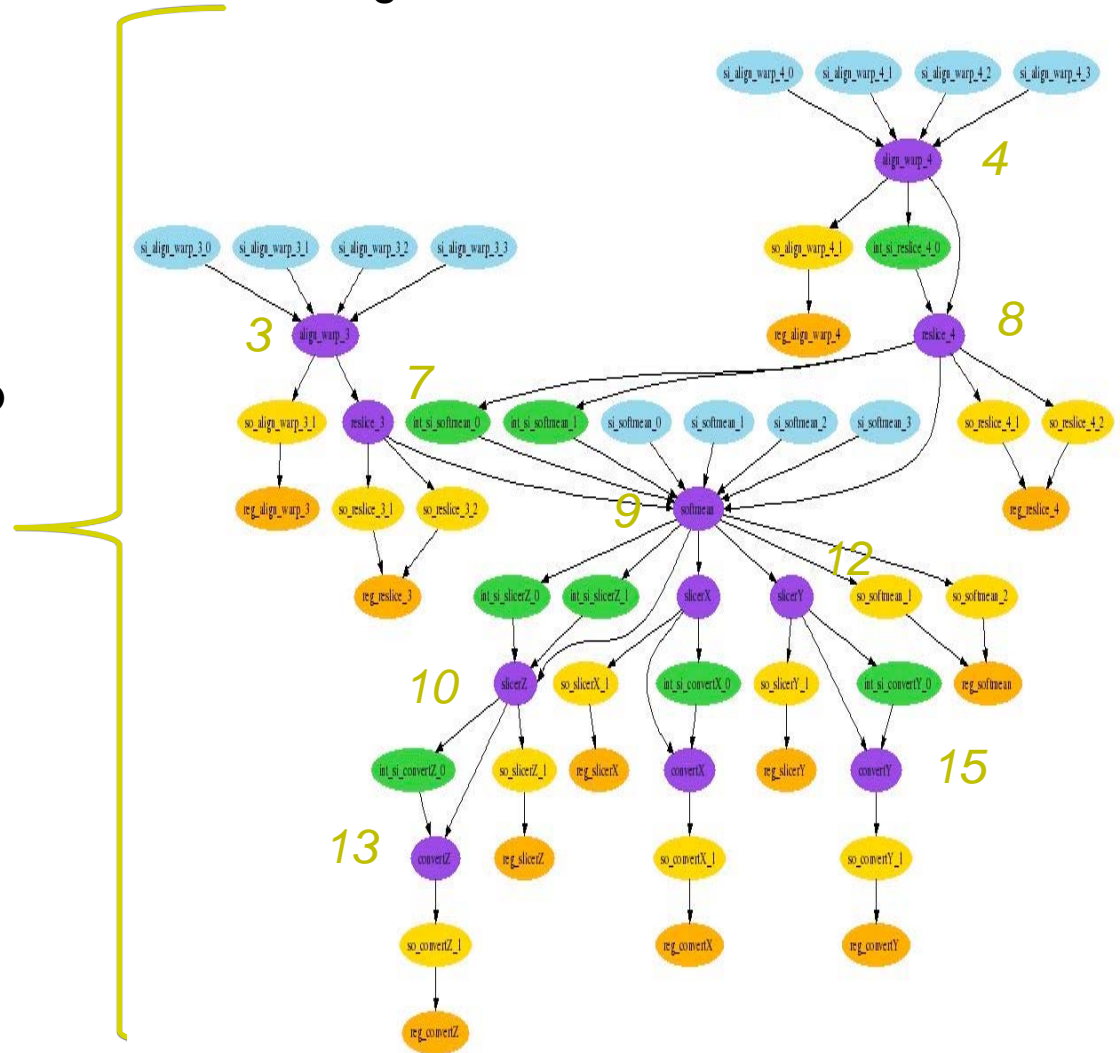 g
si_align_warp_4_0 si_align_warp_4_1 si_align_warp_4_2 si_align_warp_4_3
align_warp_4 4
si_align_warp_3_0 si_align_warp_3_1 si_align_warp_3_2 si_align_warp_3_3
so_align_warp_4_1 int_si_reslice_4_0
3 align_warp_3 reg_align_warp_4 reslice_4 8
7
so_align_warp_3_1 reslice_3 int_si_softmean_0 int_si_softmean_1 si_softmean_0 si_softmean_1 si_softmean_2 si_softmean_3 so_reslice_4_1 so_reslice_4_2
reg_align_warp_3 so_reslice_3_1 so_reslice_3_2 9 softmean reg_reslice_4
12
reg_reslice_3 int_si_slicerZ_0 int_si_slicerZ_1 slicerX slicerY so_softmean_1 so_softmean_2
10 slicerZ so_slicerX_1 int_si_convertX_0 so_slicerY_1 int_si_convertY_0 reg_softmean
int_si_convertZ_0 so_slicerZ_1 reg_slicerX convertX reg_slicerY convertY 15
13 convertZ reg_slicerZ so_convertX_1 so_convertY_1
so_convertZ_1 reg_convertX reg_convertY
reg_convertZ